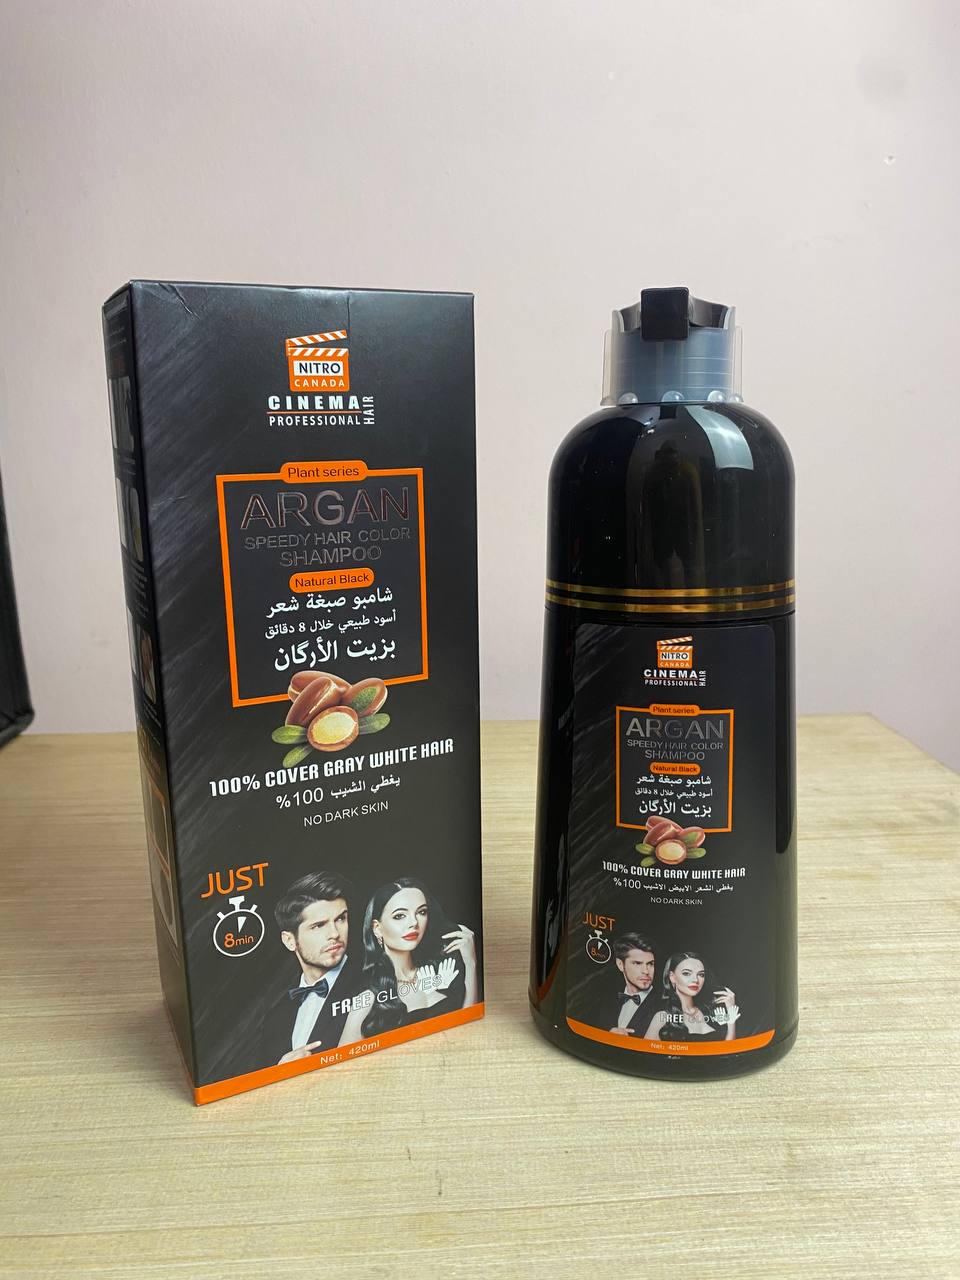 NITRO
CANADA
CINEMA
PROFESSIONAL
HAIR
Plant series
ARGAN
SPEEDY HAIR COLOR
SHAMPOO
Natural Black
شامبو صبغة شعر
أسود طبيعي خلال 8 دقائق
بزيت الأرگان
100% COVER GRAY WHITE HAIR
يغطي الشيب 100%
NO DARK SKIN
JUST
8min
FREE GLOVES
Net: 420ml
NITRO
CANADA
CINEMA
PROFESSIONAL
HAIR
Plant series
ARGAN
SPEEDY HAIR COLOR
SHAMPOO
Natural Black
شامبو صبغة شعر
أسود طبيعي خلال 8 دقائق
بزيت الأرگان
100% COVER GRAY WHITE HAIR
يغطي الشعر الابيض الاشيب 100%
NO DARK SKIN
JUST
8min
FREE GLOVES
Net: 420ml